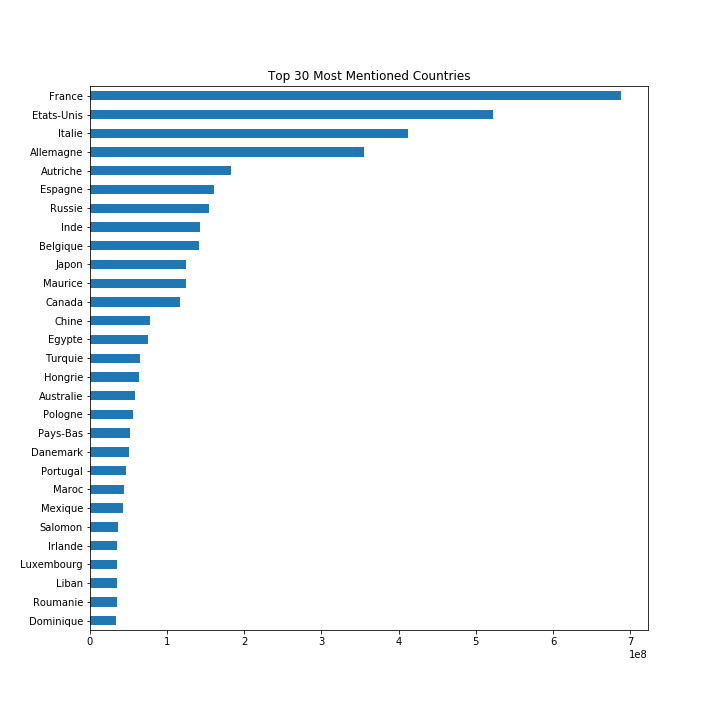 Top 30 Most Mentioned Countries
France
Etats-Unis
Italie
Allemagne
Autriche
Espagne
Russie
Inde
Belgique
Japon
Maurice
Canada
Chine
Egypte
Turquie
Hongrie
Australie
Pologne
Pays-Bas
Danemark
Portugal
Maroc
Mexique
Salomon
Irlande
Luxembourg
Liban
Roumanie
Dominique
0 1 2 3 4 5 6 7
1e8